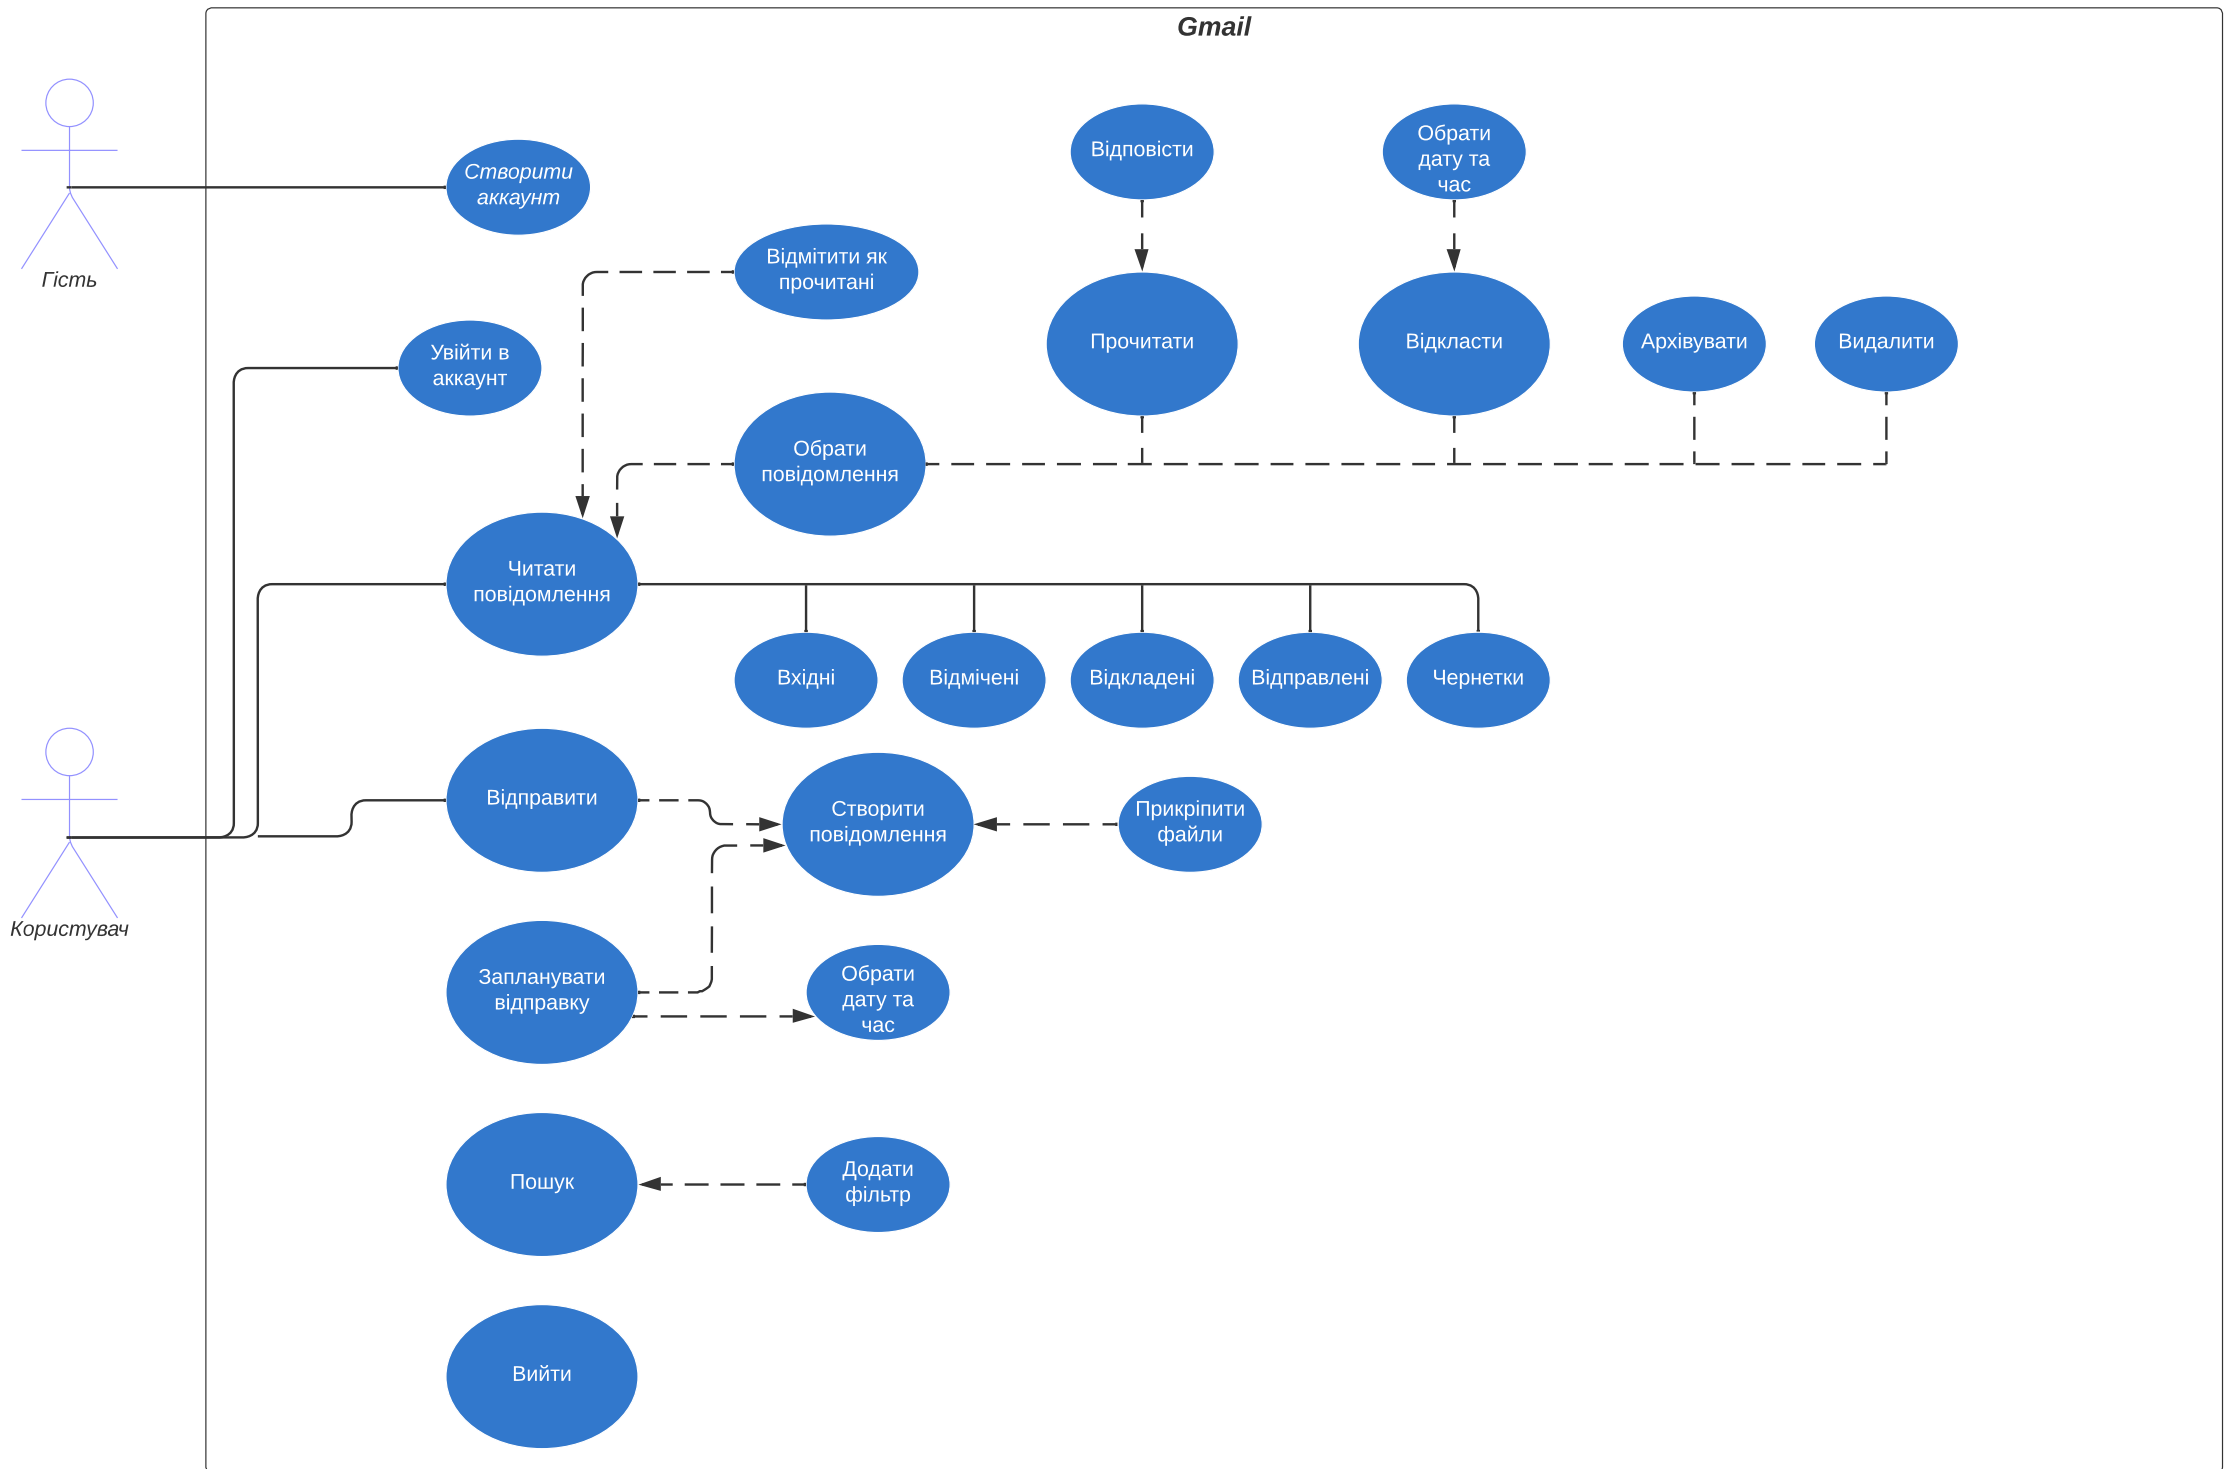 Gmail
Створити
аккаунт
Гість
Відповісти
Обрати
дату та
час
Відмітити як
прочитані
Увійти в
аккаунт
Прочитати
Відкласти
Архівувати
Видалити
Обрати
повідомлення
Читати
повідомлення
Вхідні
Відмічені
Відкладені
Відправлені
Чернетки
Користувач
Відправити
Створити
повідомлення
Прикріпити
файли
Запланувати
відправку
Обрати
дату та
час
Пошук
Додати
фільтр
Вийти